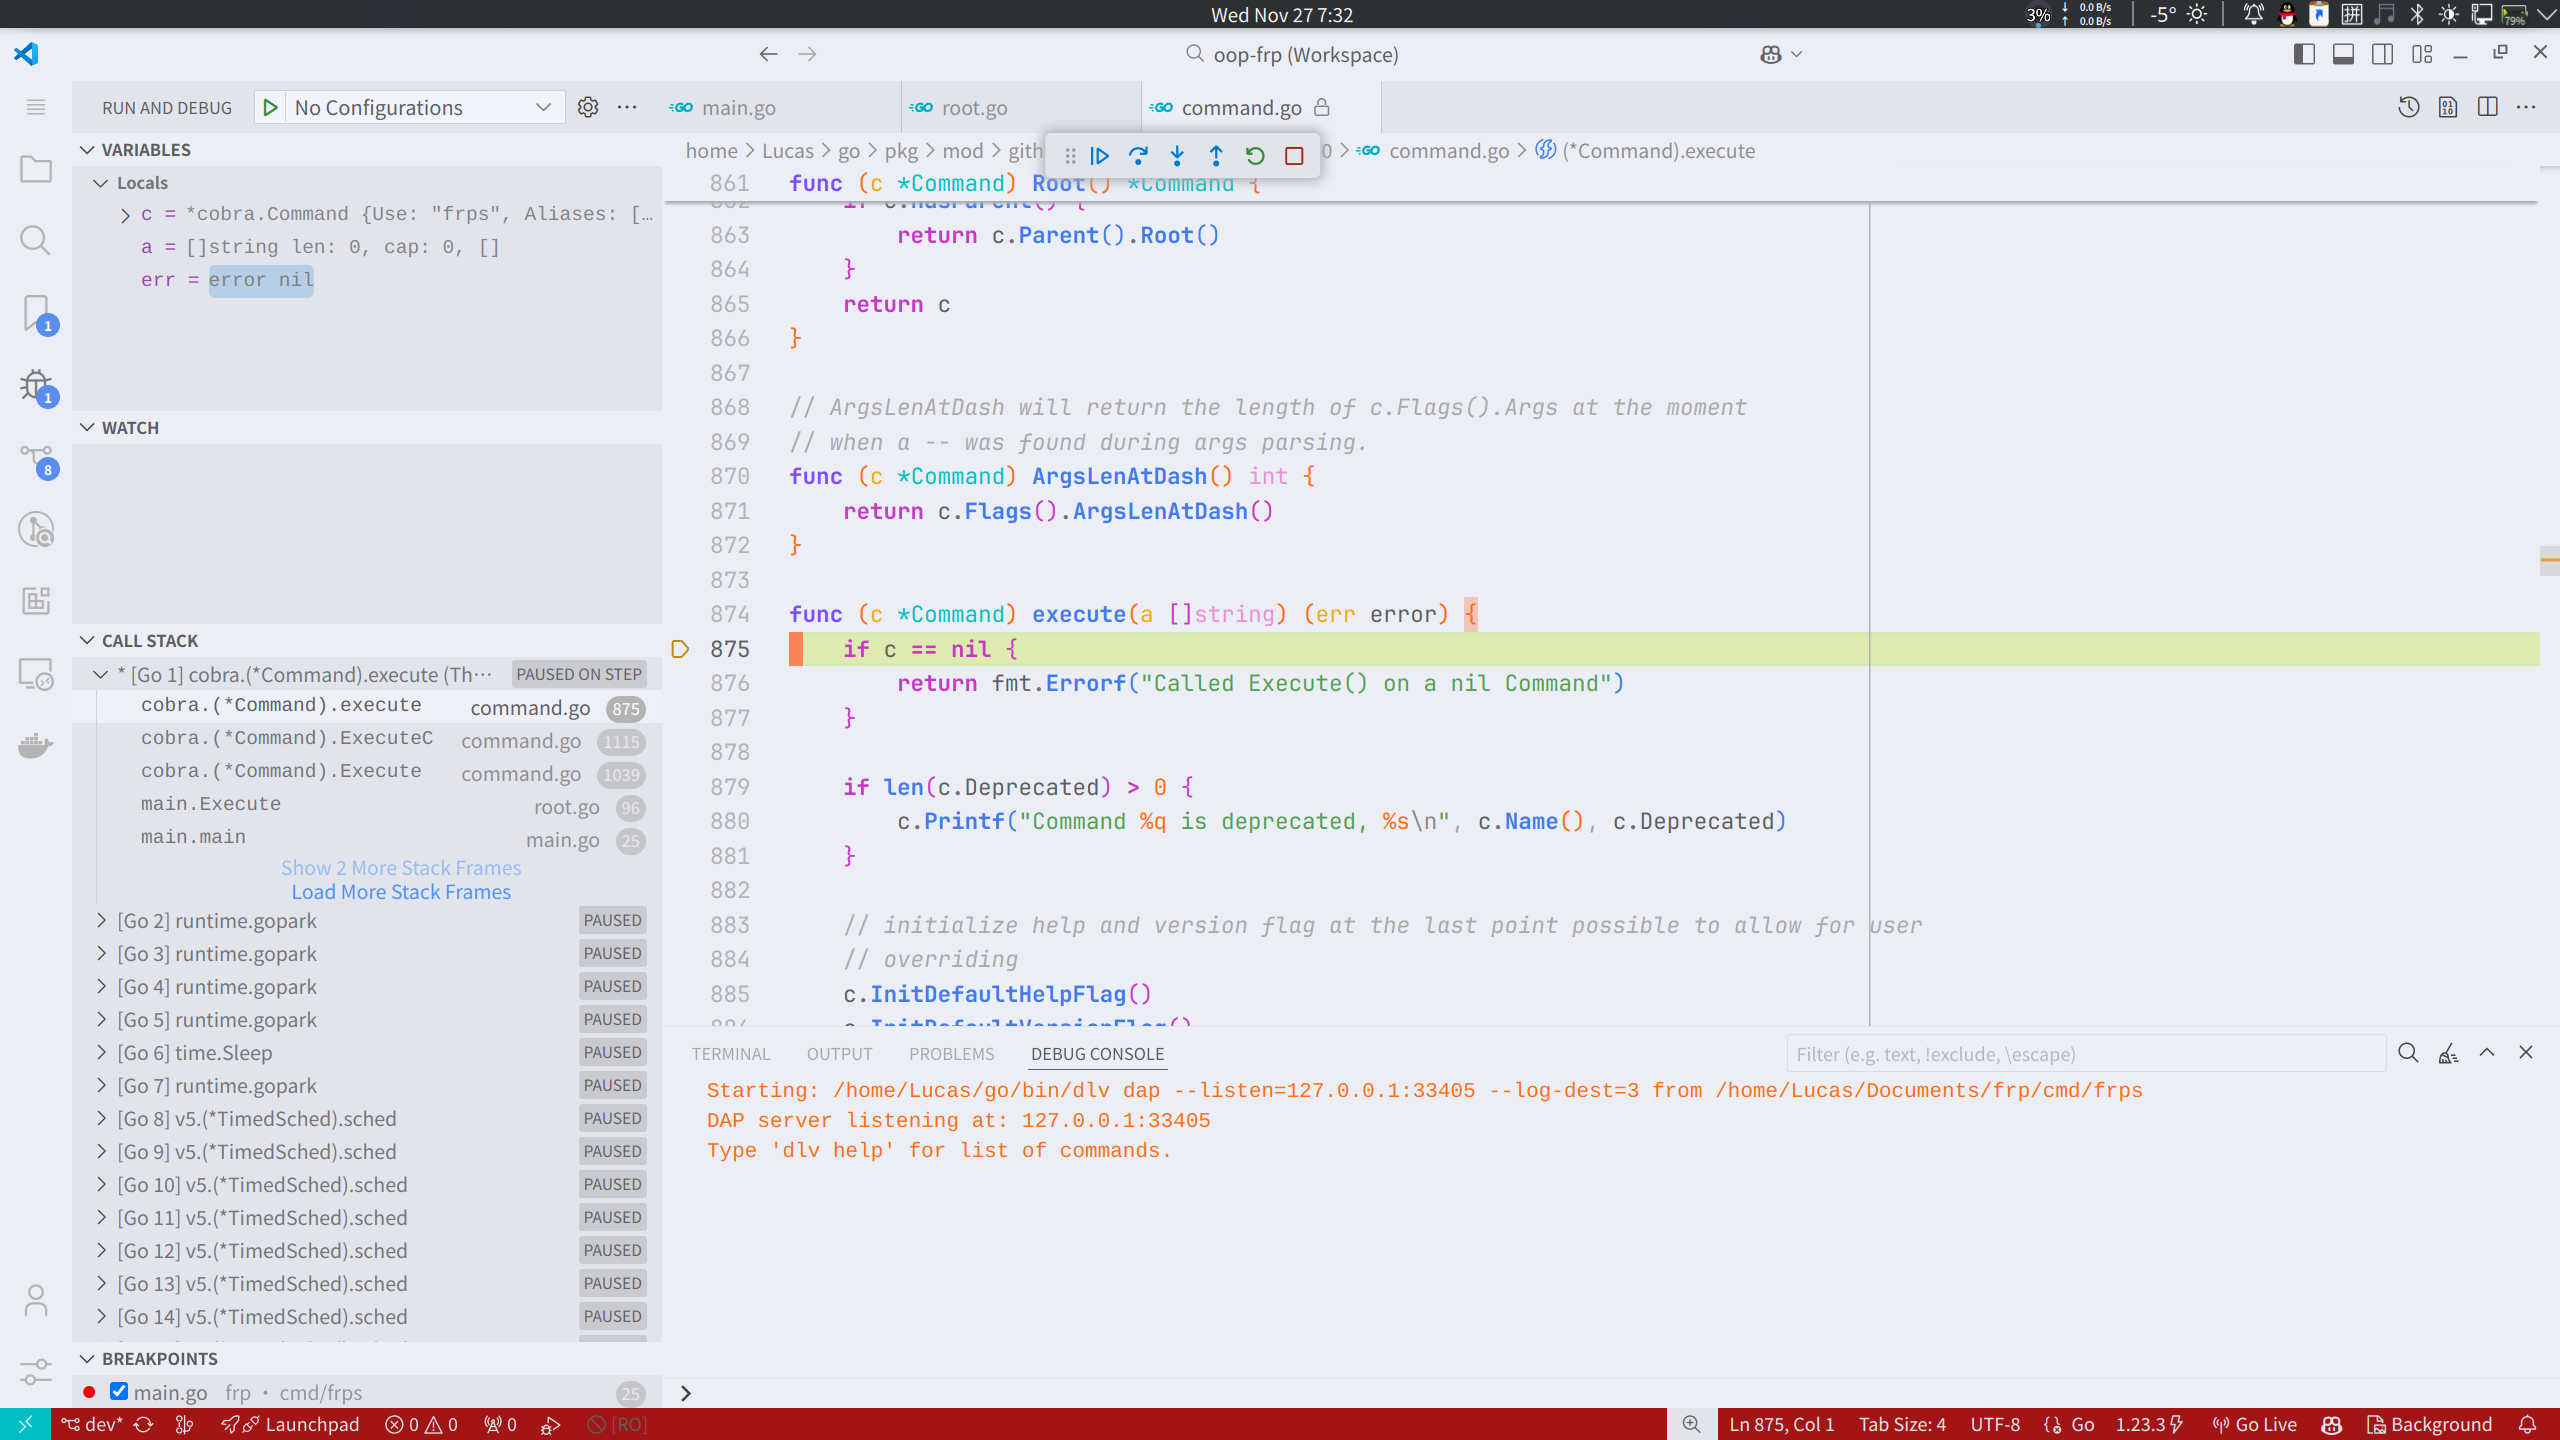 Wed Nov 27 7:32
3%
0.0 B/s
0.0 B/s
-5°
拼
79%
oop-frp (Workspace)
RUN AND DEBUG
No Configurations
main.go
root.go
command.go
VARIABLES
Locals
c = *cobra.Command {Use: "frps", Aliases: […
a = []string len: 0, cap: 0, []
err = error nil
WATCH
CALL STACK
* [Go 1] cobra.(*Command).execute (Th··· PAUSED ON STEP
cobra.(*Command).execute command.go 875
cobra.(*Command).ExecuteC command.go 1115
cobra.(*Command).Execute command.go 1039
main.Execute root.go 96
main.main main.go 25
Show 2 More Stack Frames
Load More Stack Frames
[Go 2] runtime.gopark PAUSED
[Go 3] runtime.gopark PAUSED
[Go 4] runtime.gopark PAUSED
[Go 5] runtime.gopark PAUSED
[Go 6] time.Sleep PAUSED
[Go 7] runtime.gopark PAUSED
[Go 8] v5.(*TimedSched).sched PAUSED
[Go 9] v5.(*TimedSched).sched PAUSED
[Go 10] v5.(*TimedSched).sched PAUSED
[Go 11] v5.(*TimedSched).sched PAUSED
[Go 12] v5.(*TimedSched).sched PAUSED
[Go 13] v5.(*TimedSched).sched PAUSED
[Go 14] v5.(*TimedSched).sched PAUSED
BREAKPOINTS
main.go frp • cmd/frps 25
1
1
8
home > Lucas > go > pkg > mod > gith
0 > command.go > (*Command).execute
861 func (c *Command) Root() *Command {
863 return c.Parent().Root()
864 }
865 return c
866 }
867
868 // ArgsLenAtDash will return the length of c.Flags().Args at the moment
869 // when a -- was found during args parsing.
870 func (c *Command) ArgsLenAtDash() int {
871 return c.Flags().ArgsLenAtDash()
872 }
873
874 func (c *Command) execute(a []string) (err error) {
875 if c == nil {
876 return fmt.Errorf("Called Execute() on a nil Command")
877 }
878
879 if len(c.Deprecated) > 0 {
880 c.Printf("Command %q is deprecated, %s\n", c.Name(), c.Deprecated)
881 }
882
883 // initialize help and version flag at the last point possible to allow for user
884 // overriding
885 c.InitDefaultHelpFlag()
TERMINAL
OUTPUT
PROBLEMS
DEBUG CONSOLE
Filter (e.g. text, !exclude, \escape)
Starting: /home/Lucas/go/bin/dlv dap --listen=127.0.0.1:33405 --log-dest=3 from /home/Lucas/Documents/frp/cmd/frps
DAP server listening at: 127.0.0.1:33405
Type 'dlv help' for list of commands.
dev*
Launchpad
0
0
0
[RO]
Ln 875, Col 1
Tab Size: 4
UTF-8
Go
1.23.3
Go Live
Background